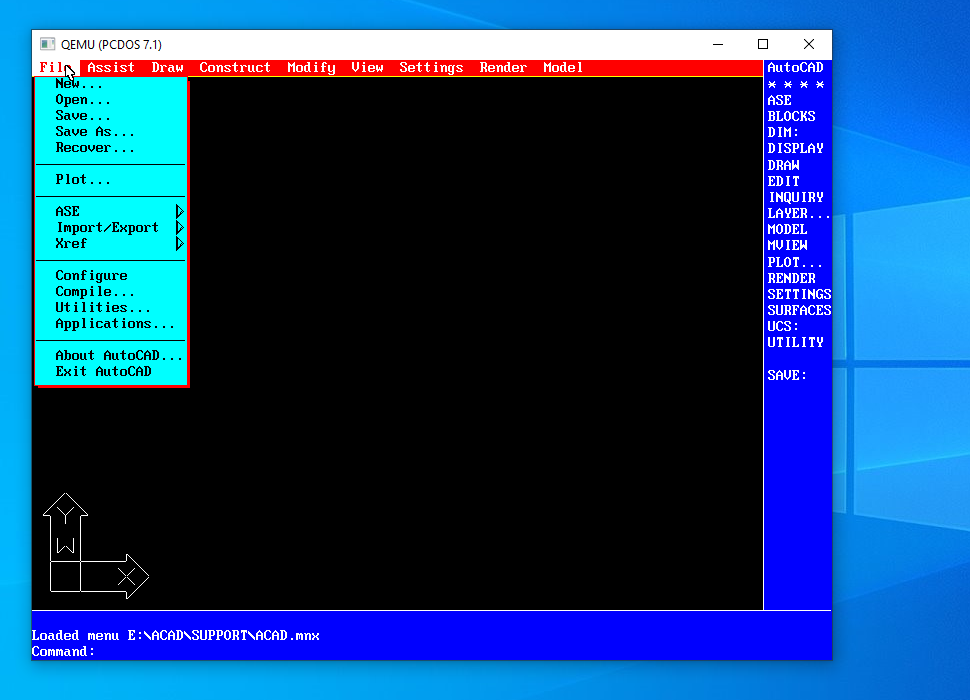 QEMU (PCDOS 7.1)
File Assist Draw Construct Modify View Settings Render Model
New...
Open...
Save...
Save As...
Recover...
Plot...
ASE
Import/Export
Xref
Configure
Compile...
Utilities...
Applications...
About AutoCAD...
Exit AutoCAD
AutoCAD
* * * *
ASE
BLOCKS
DIM:
DISPLAY
DRAW
EDIT
INQUIRY
LAYER...
MODEL
MVIEW
PLOT...
RENDER
SETTINGS
SURFACES
UCS:
UTILITY
SAVE:
Y
W
X
Loaded menu E:\ACAD\SUPPORT\ACAD.mnx
Command: